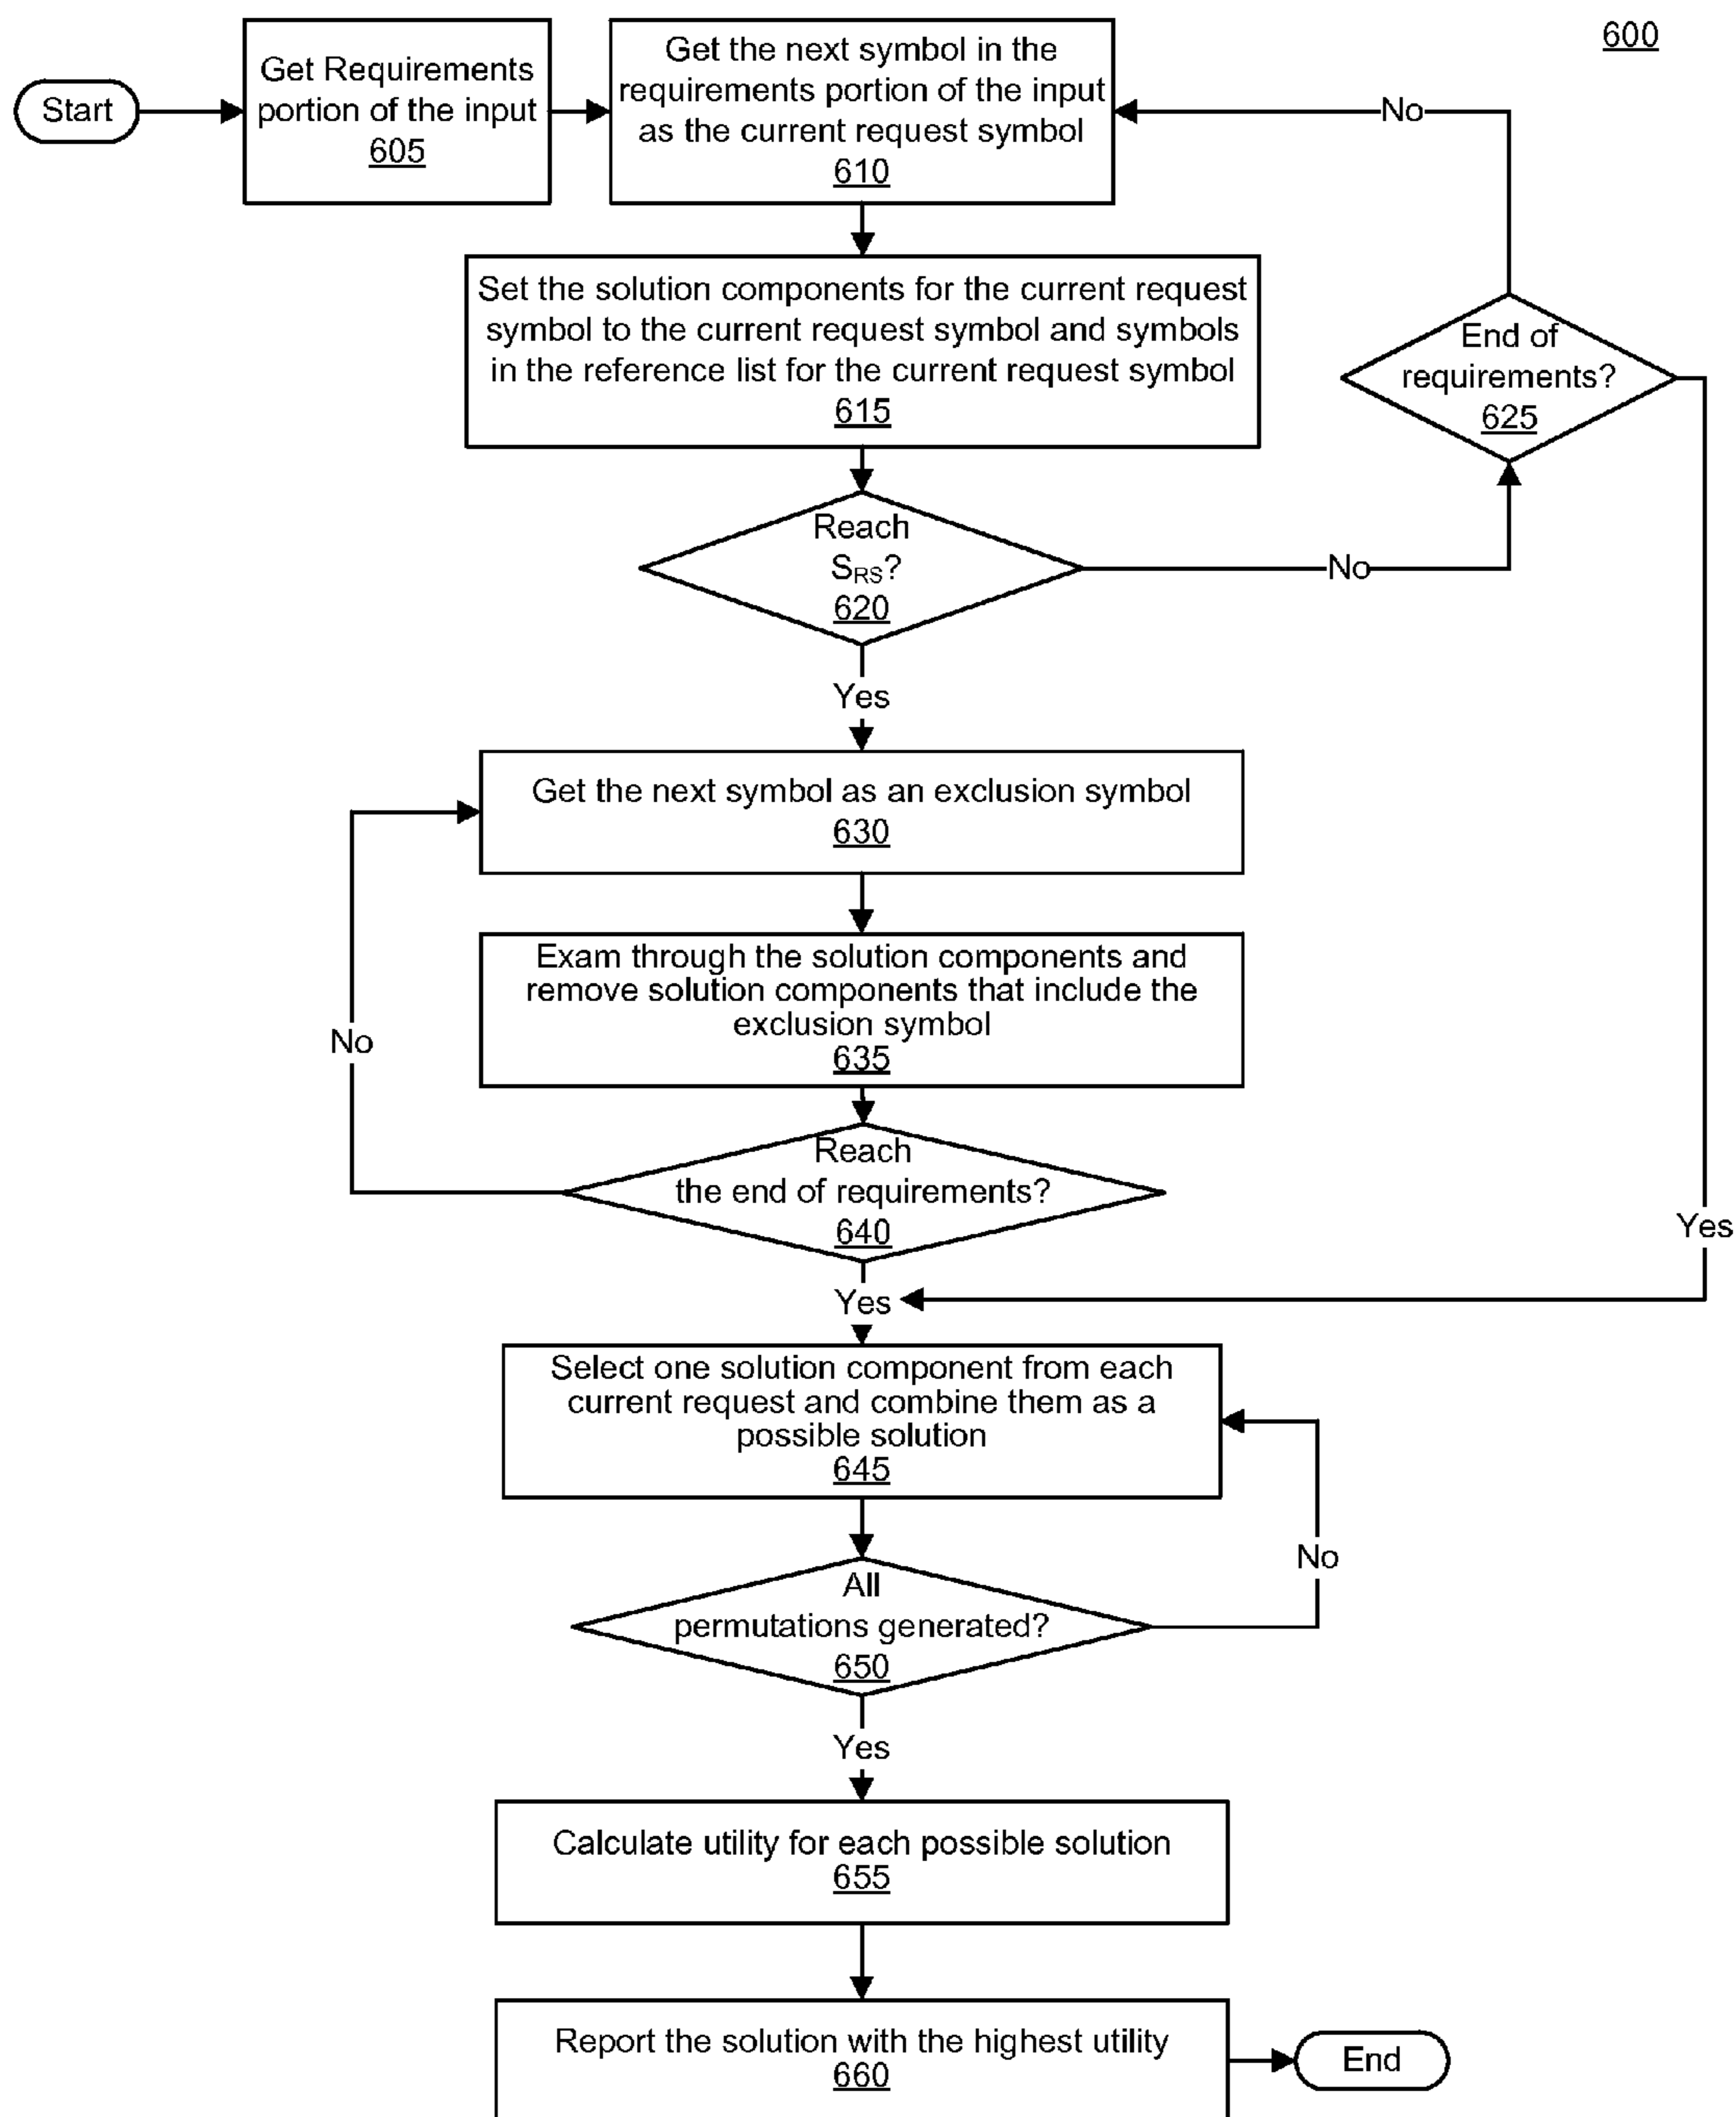 600
Start
Get Requirements
portion of the input
605
Get the next symbol in the
requirements portion of the input
as the current request symbol
610
No
Set the solution components for the current request
symbol to the current request symbol and symbols
in the reference list for the current request symbol
615
End of
requirements?
625
Reach
SRS?
620
No
Yes
Get the next symbol as an exclusion symbol
630
Exam through the solution components and
remove solution components that include the
exclusion symbol
635
No
Reach
the end of requirements?
640
Yes
Yes
Select one solution component from each
current request and combine them as a
possible solution
645
No
All
permutations generated?
650
Yes
Calculate utility for each possible solution
655
Report the solution with the highest utility
660
End